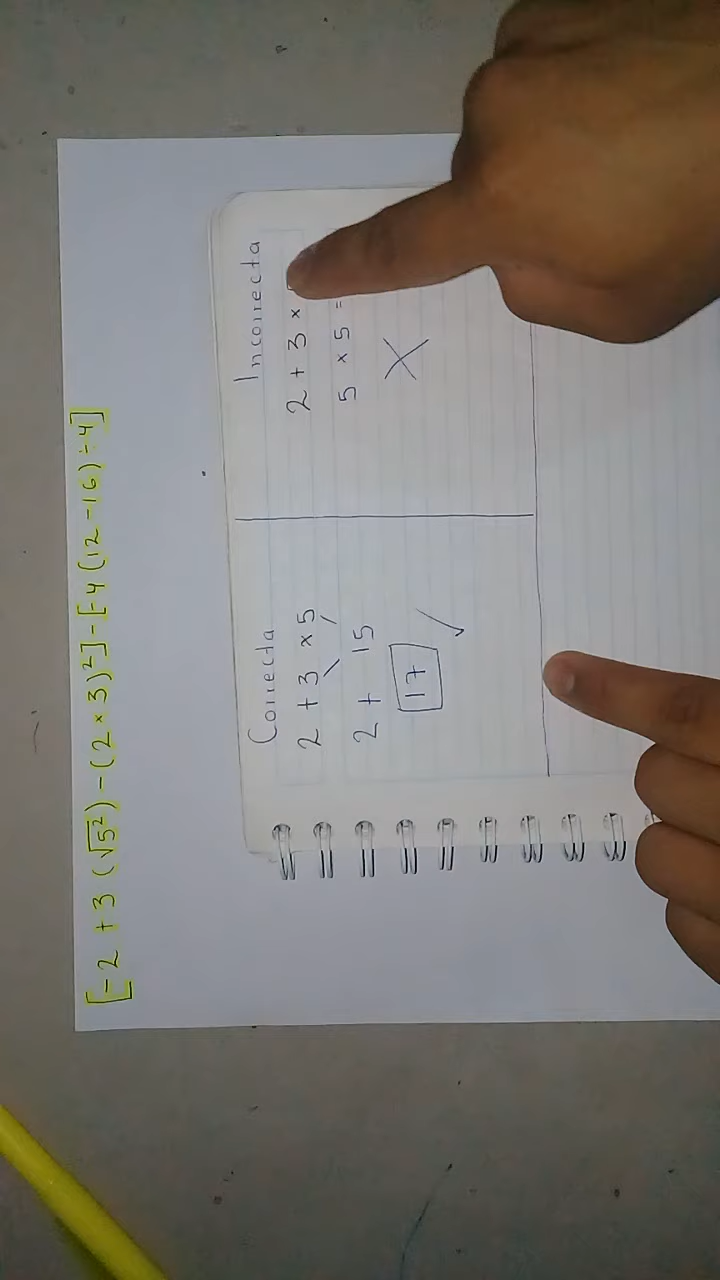 [-2 + 3 (√5²) - (2 × 3)²] - [-4 (12 - 16) ÷ 4]
Correcta
2 + 3 × 5
2 + 15
17
Incorrecta
2 + 3 ×
5 × 5 =